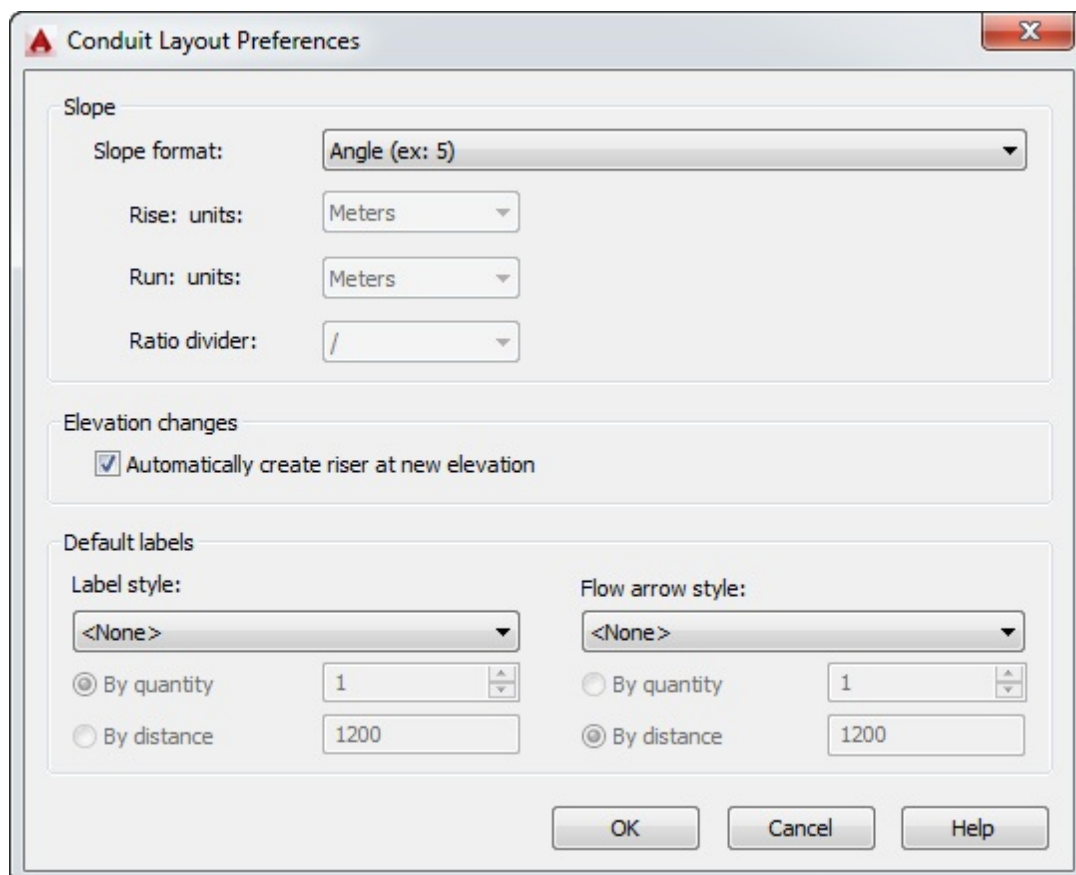 Conduit Layout Preferences
Slope
Slope format: Angle (ex: 5)
Rise: units: Meters
Run: units: Meters
Ratio divider: /
Elevation changes
Automatically create riser at new elevation
Default labels
Label style: Flow arrow style:
<None> <None>
By quantity 1 By quantity 1
By distance 1200 By distance 1200
OK Cancel Help